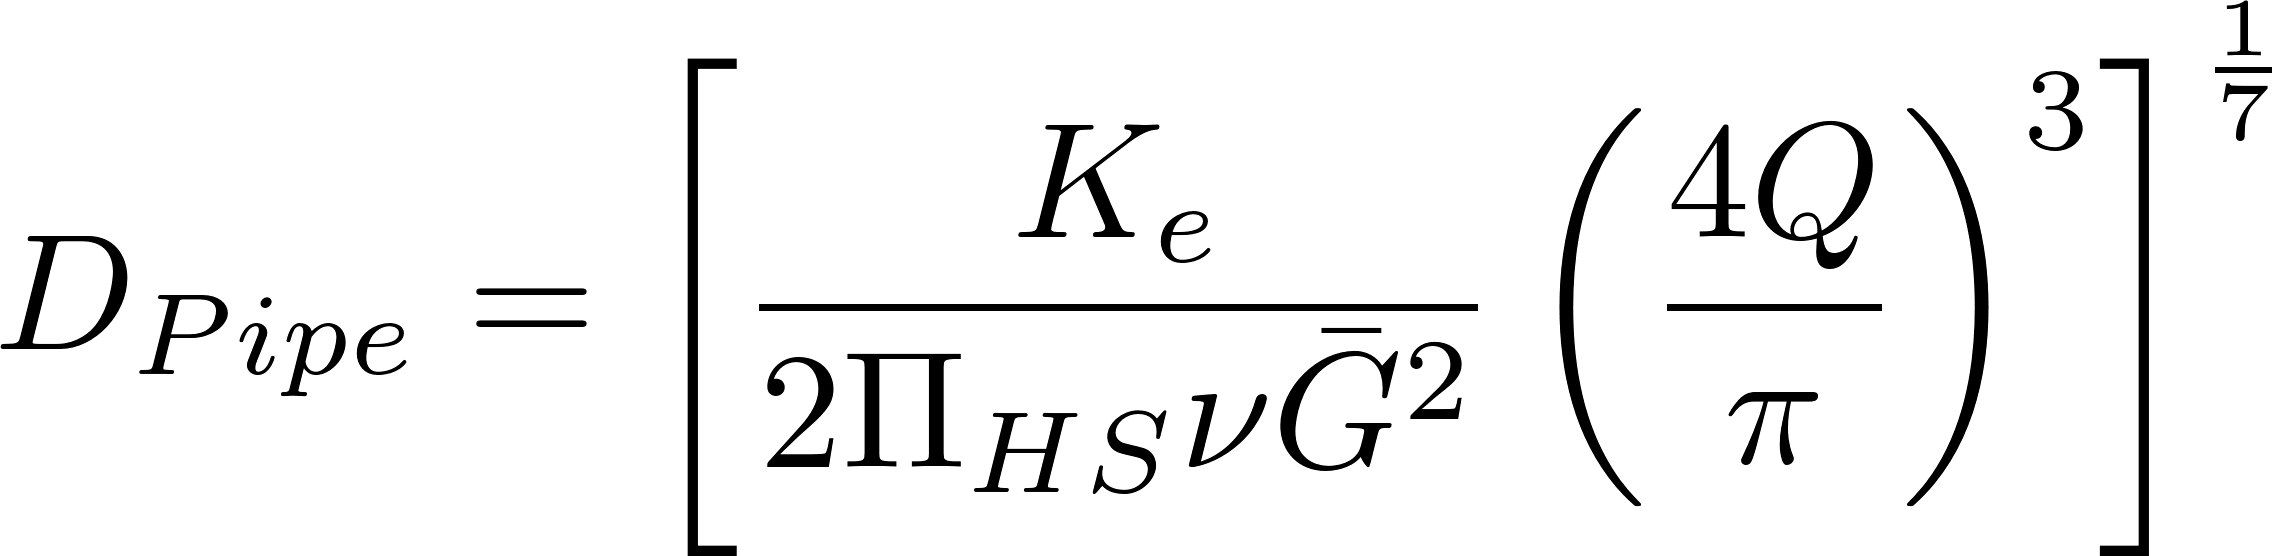 D_{Pipe} = \left[ \frac{K_e}{2\Pi_{HS} \nu \bar{G}^2} \left( \frac{4Q}{\pi} \right)^3 \right]^{\frac{1}{7}}